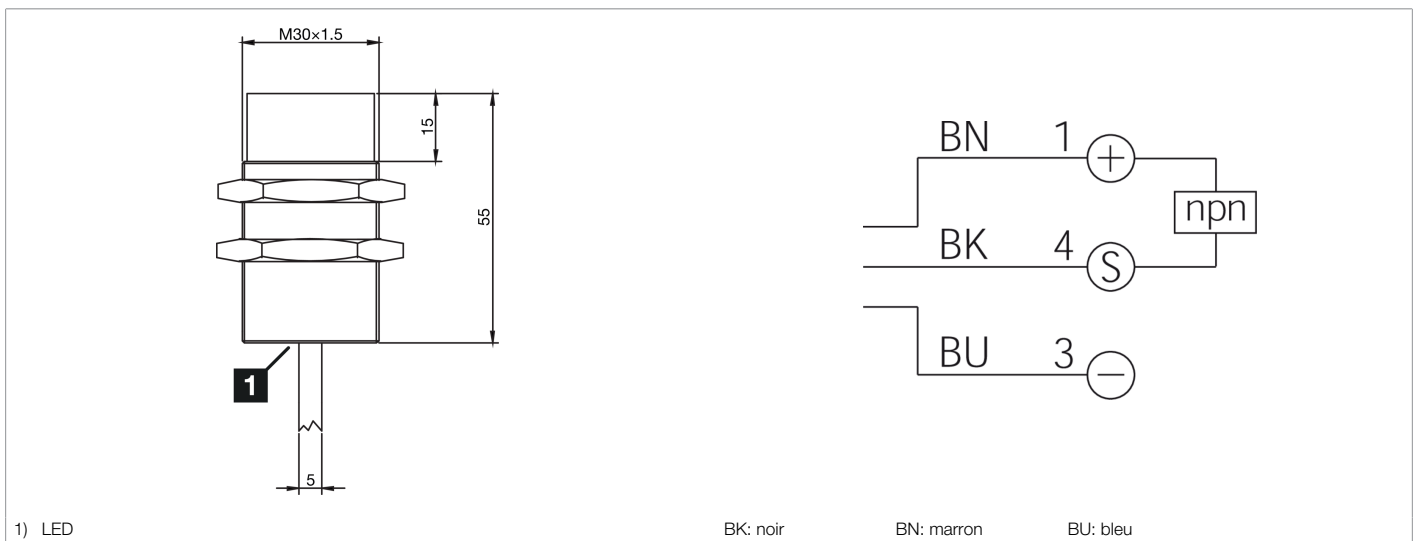 M30×1.5
15
55
1
5
BN 1 +
npn
BK 4 S
BU 3 −
1) LED
BK: noir BN: marron BU: bleu